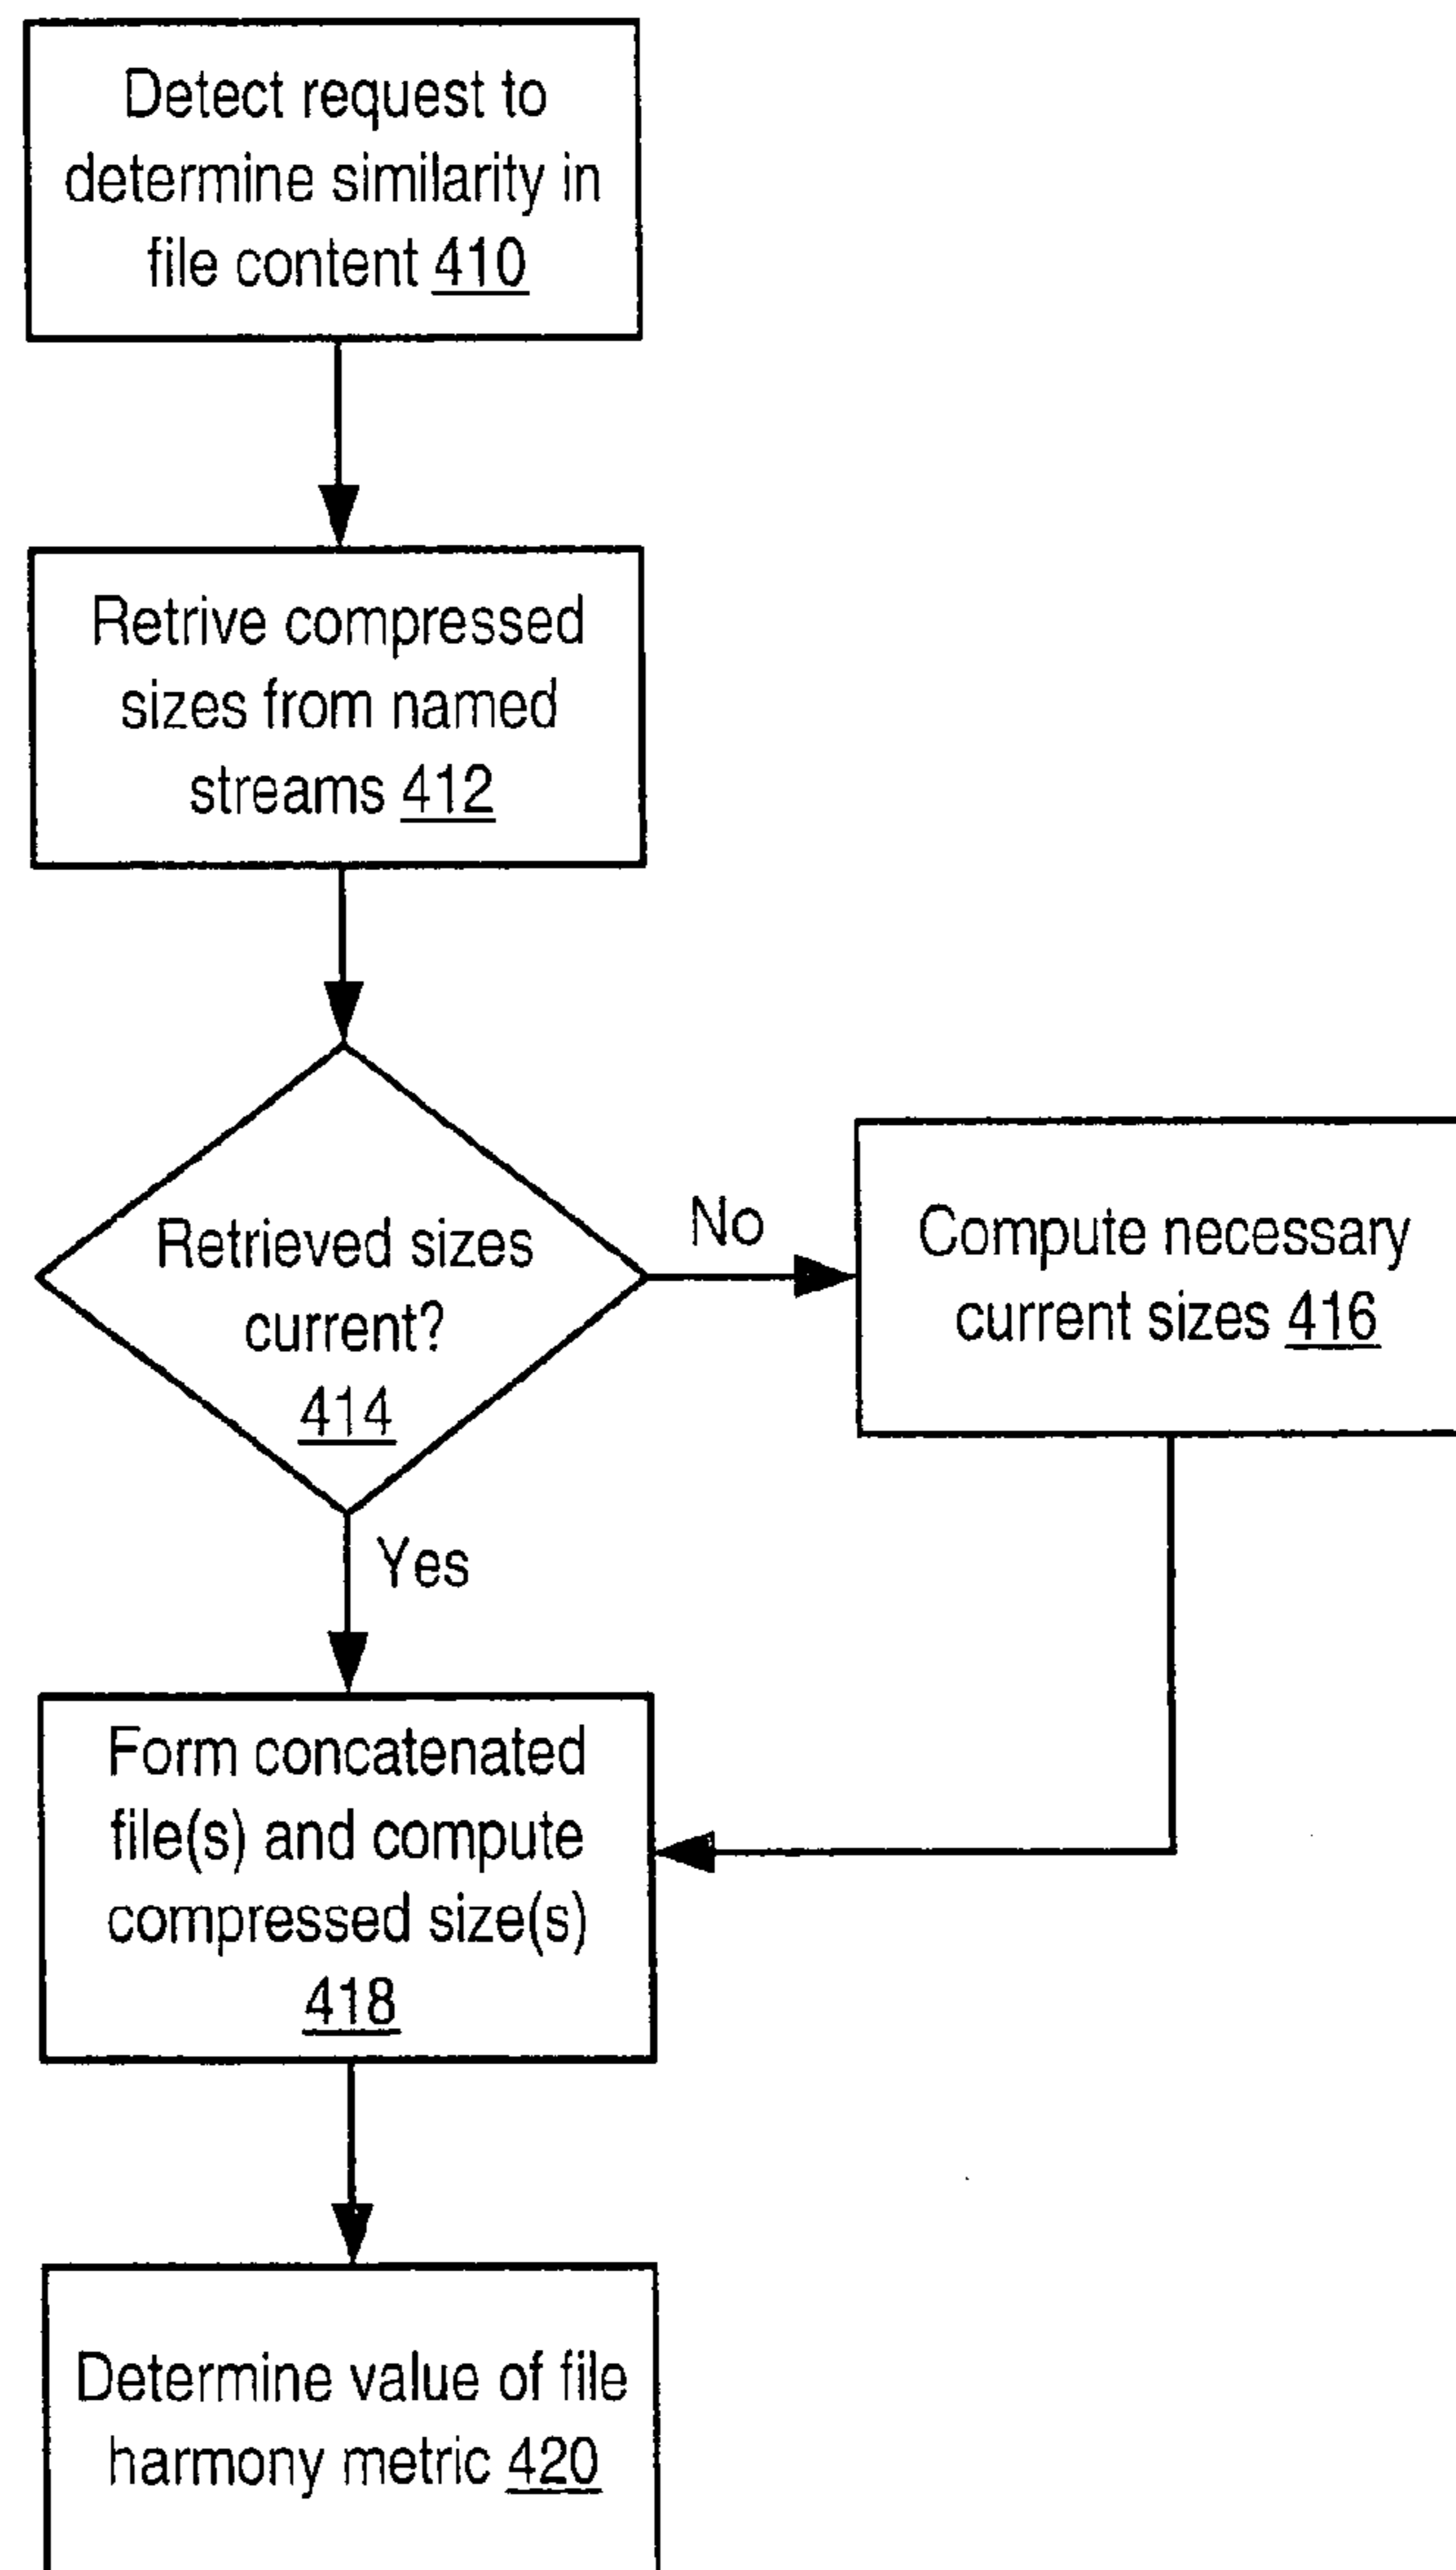 Detect request to
determine similarity in
file content 410
Retrive compressed
sizes from named
streams 412
Retrieved sizes
current?
414
No
Compute necessary
current sizes 416
Yes
Form concatenated
file(s) and compute
compressed size(s)
418
Determine value of file
harmony metric 420